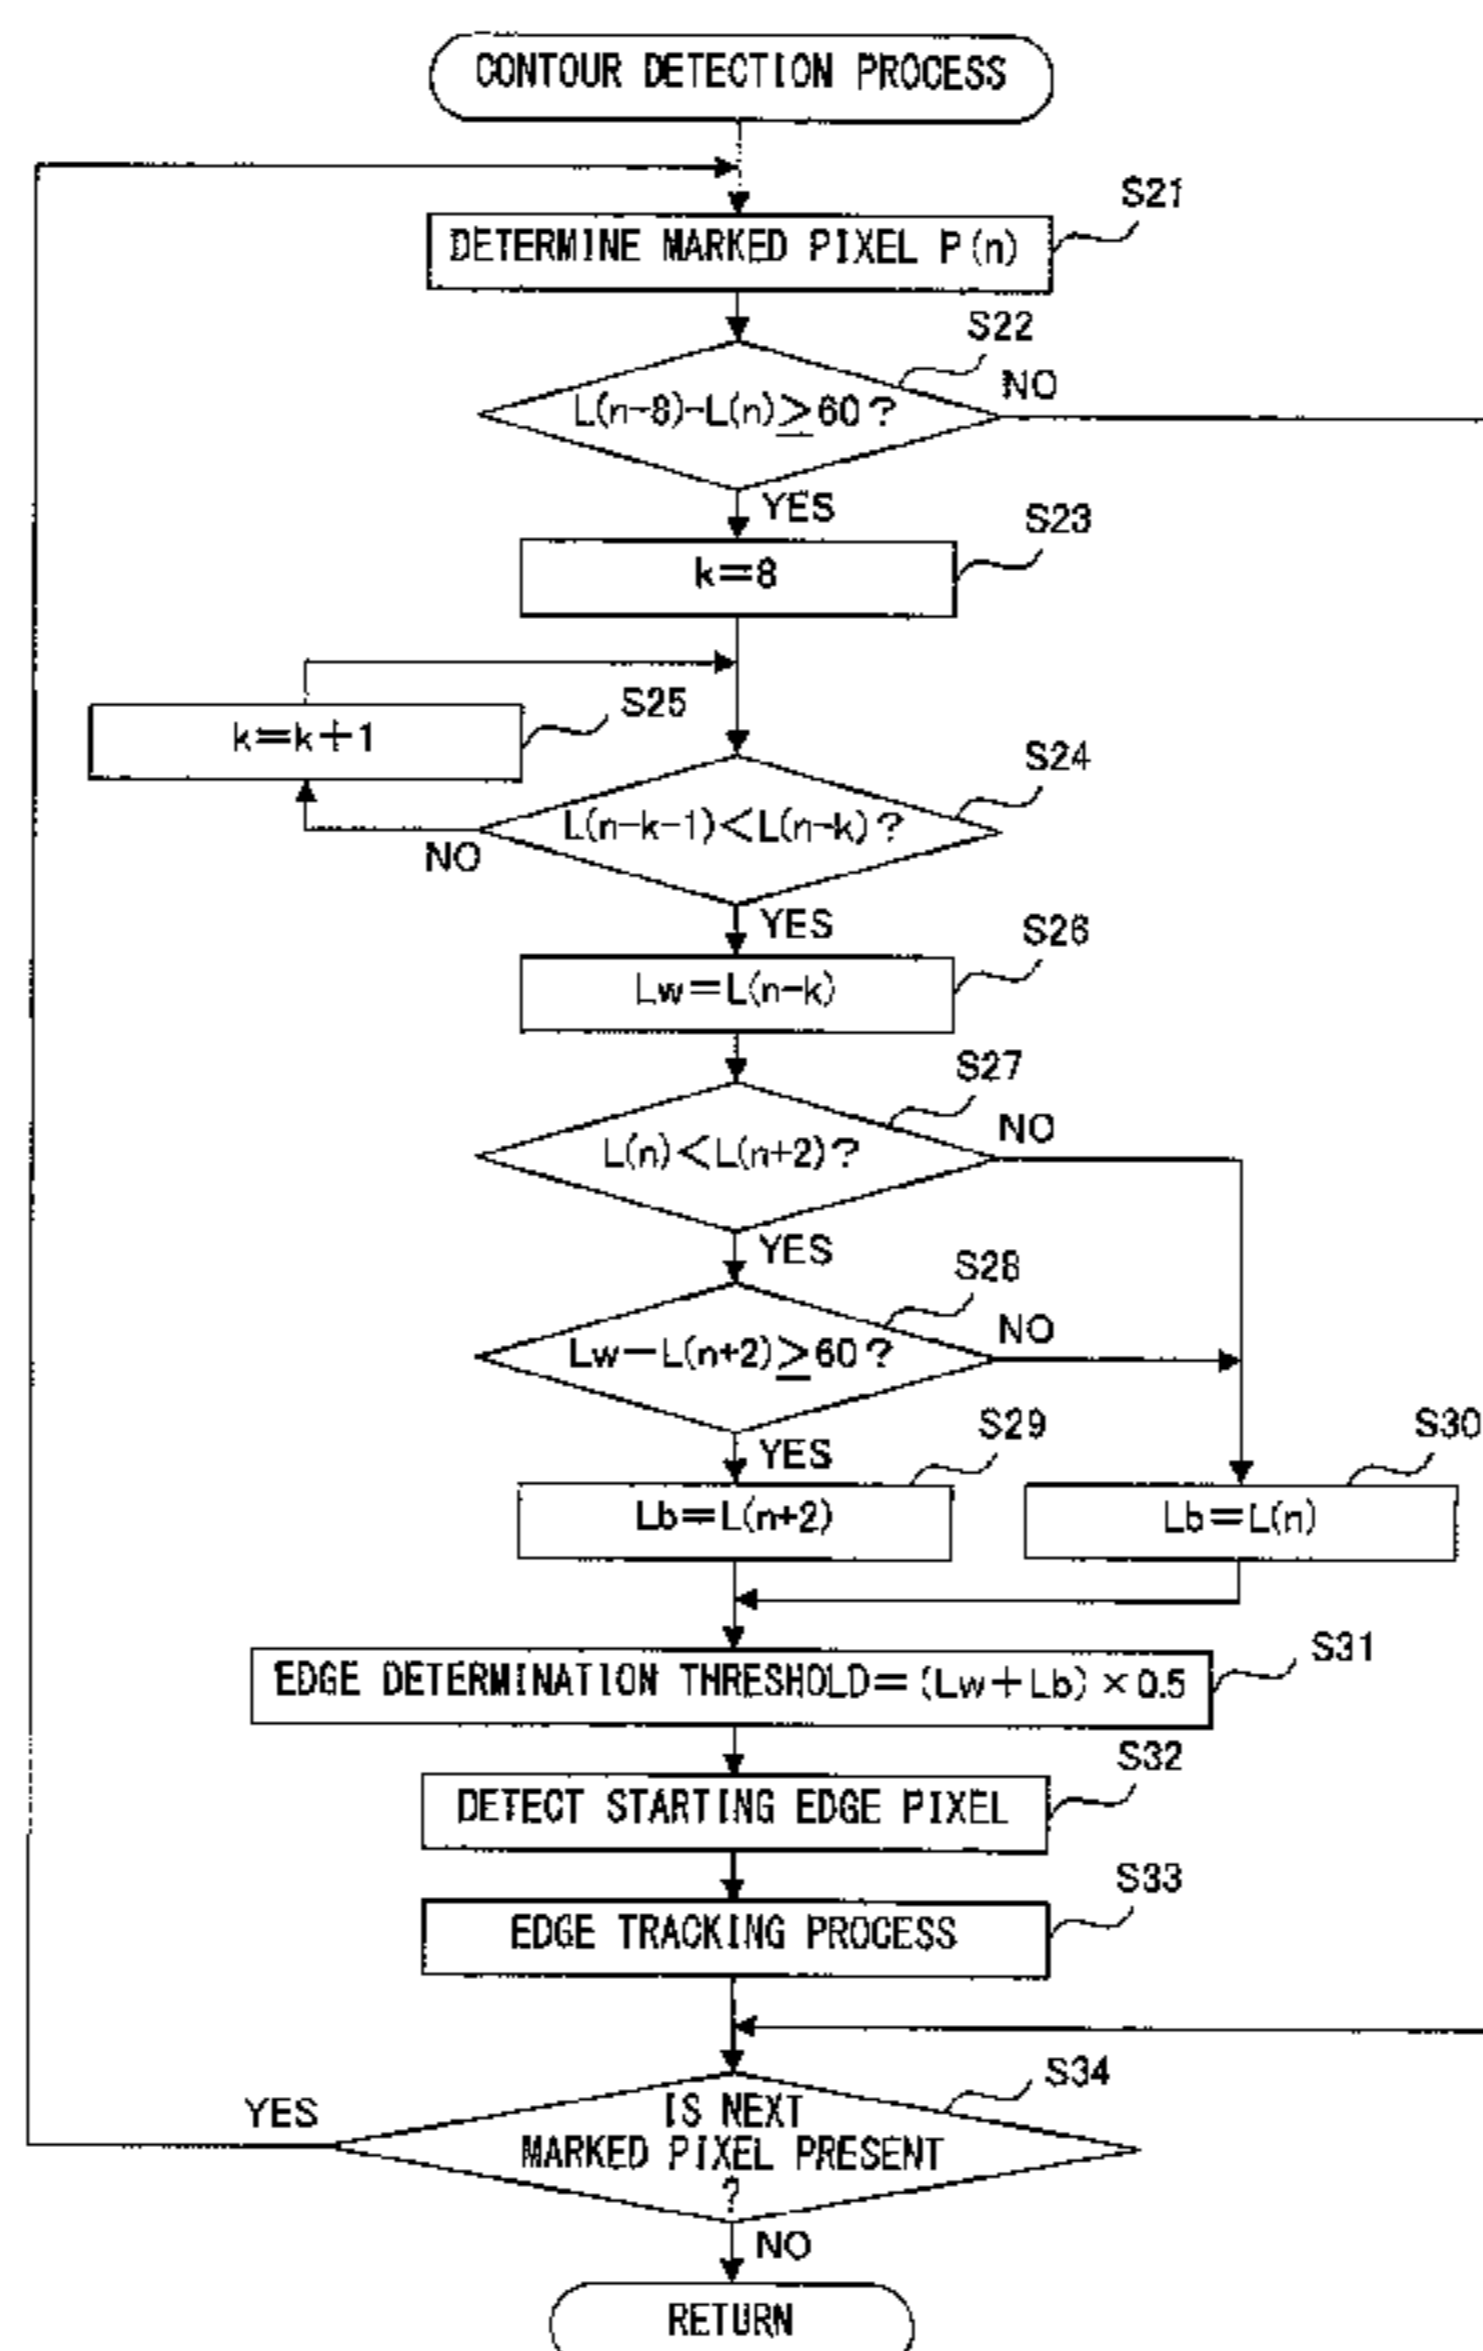 CONTOUR DETECTION PROCESS
S21
DETERMINE MARKED PIXEL P(n)
S22
L(n-8)-L(n)≧60?
NO
YES
S23
k=8
S25
k=k+1
S24
L(n-k-1)<L(n-k)?
NO
YES
S26
Lw=L(n-k)
S27
L(n)<L(n+2)?
NO
YES
S28
Lw-L(n+2)≧60?
NO
YES
S29
Lb=L(n+2)
S30
Lb=L(n)
S31
EDGE DETERMINATION THRESHOLD=(Lw+Lb)×0.5
S32
DETECT STARTING EDGE PIXEL
S33
EDGE TRACKING PROCESS
S34
IS NEXT
MARKED PIXEL PRESENT
?
YES
NO
RETURN